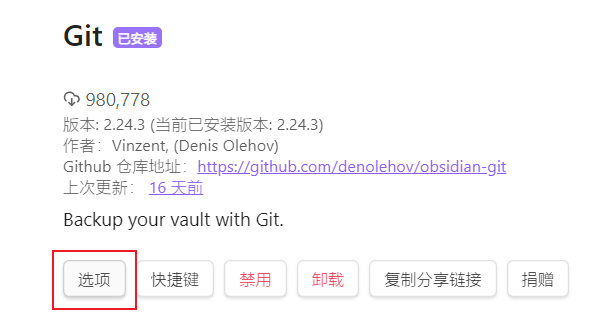 Git 已安装
980,778
版本: 2.24.3 (当前已安装版本: 2.24.3)
作者：Vinzent, (Denis Olehov)
Github 仓库地址：https://github.com/denolehov/obsidian-git
上次更新： 16 天前
Backup your vault with Git.
选项 快捷键 禁用 卸载 复制分享链接 捐赠